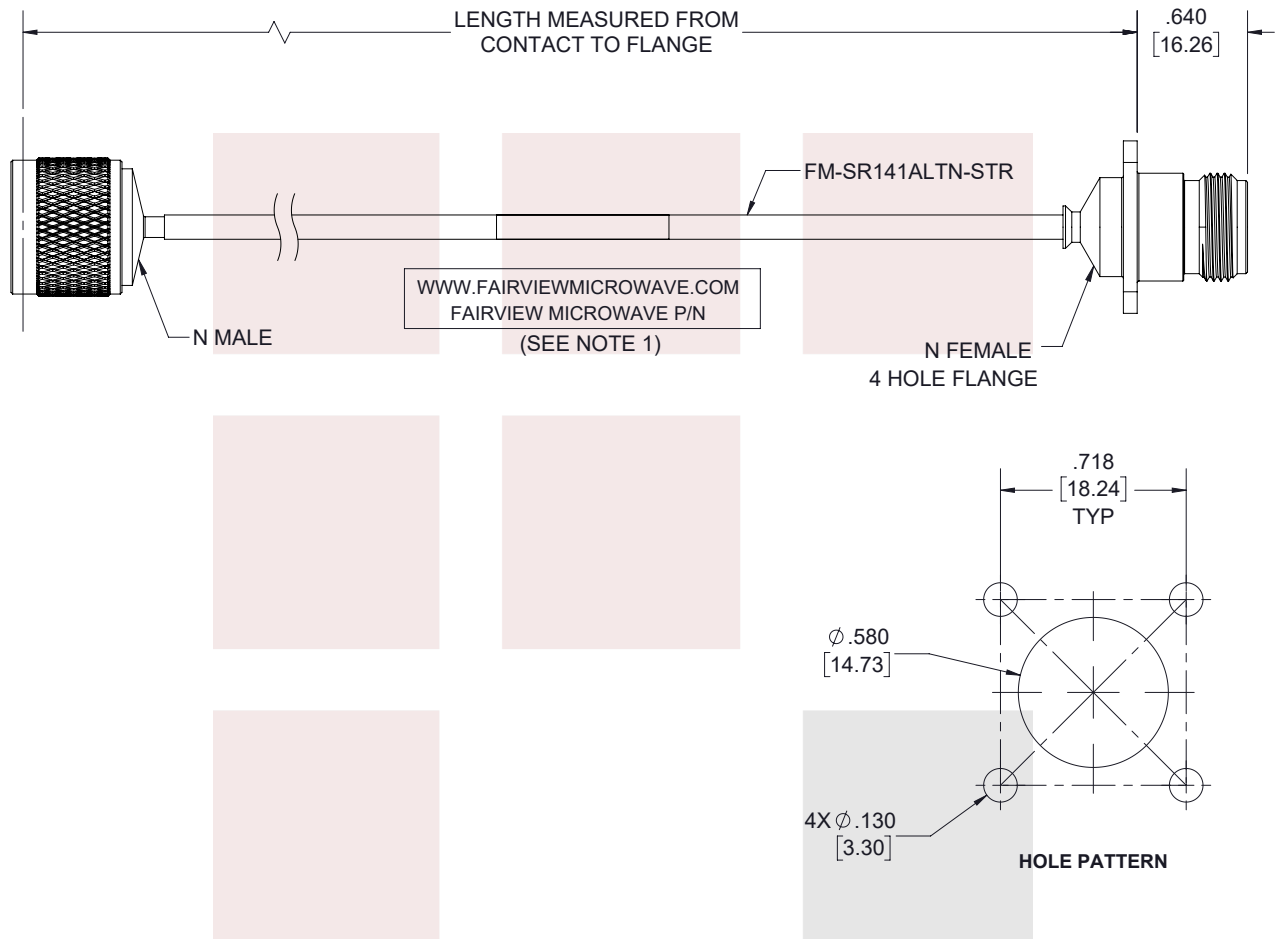 LENGTH MEASURED FROM
CONTACT TO FLANGE
.640
[16.26]
FM-SR141ALTN-STR
WWW.FAIRVIEWMICROWAVE.COM
FAIRVIEW MICROWAVE P/N
(SEE NOTE 1)
N MALE
N FEMALE
4 HOLE FLANGE
.718
[18.24]
TYP
∅.580
[14.73]
4X ∅.130
[3.30]
HOLE PATTERN